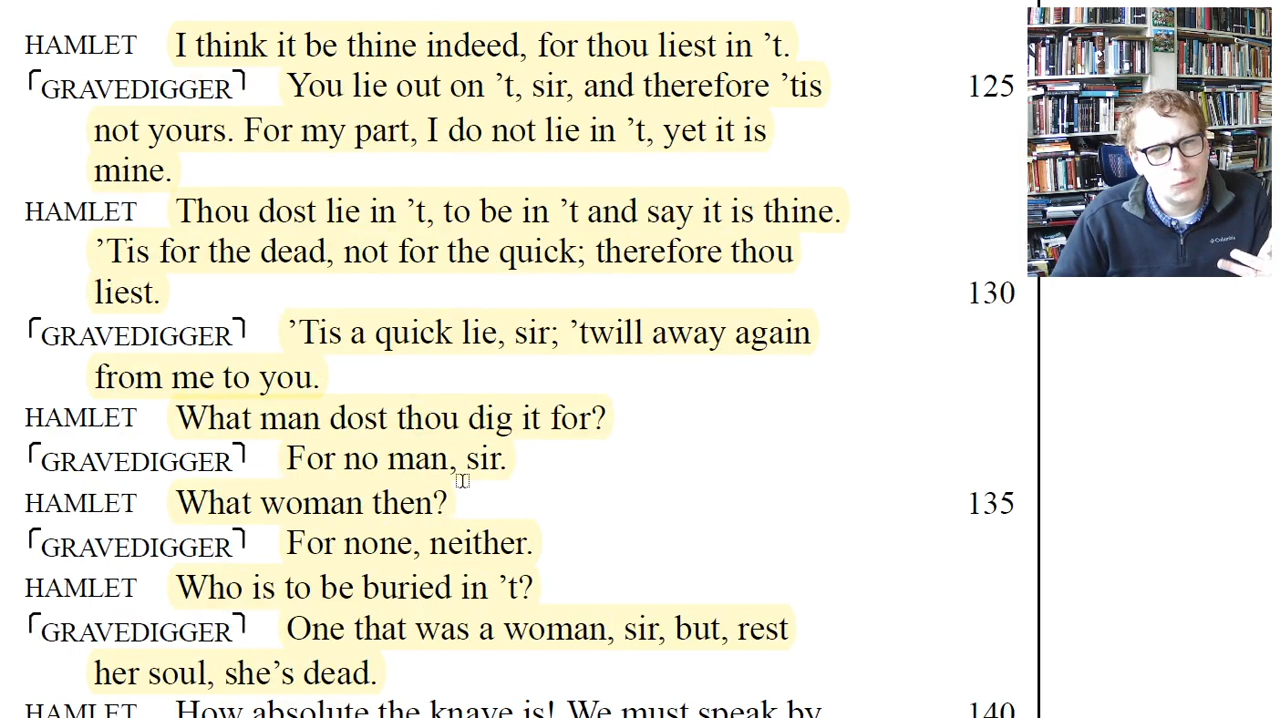 HAMLET I think it be thine indeed, for thou liest in ’t.
⌜GRAVEDIGGER⌝ You lie out on ’t, sir, and therefore ’tis 125
not yours. For my part, I do not lie in ’t, yet it is
mine.
HAMLET Thou dost lie in ’t, to be in ’t and say it is thine.
’Tis for the dead, not for the quick; therefore thou
liest. 130
⌜GRAVEDIGGER⌝ ’Tis a quick lie, sir; ’twill away again
from me to you.
HAMLET What man dost thou dig it for?
⌜GRAVEDIGGER⌝ For no man, sir.
HAMLET What woman then? 135
⌜GRAVEDIGGER⌝ For none, neither.
HAMLET Who is to be buried in ’t?
⌜GRAVEDIGGER⌝ One that was a woman, sir, but, rest
her soul, she’s dead.
HAMLET How absolute the knave is! We must speak by 140
Columbia